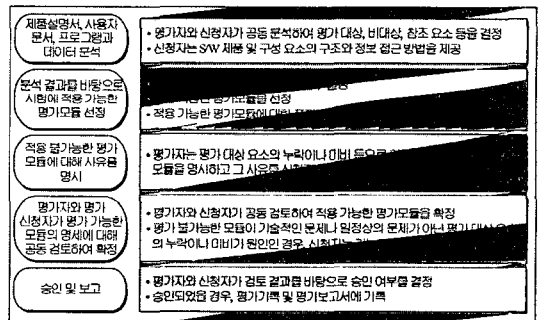 제품설명서, 사용자
문서, 프로그램과
데이터 분석
• 평가자와 신청자가 공동 분석하여 평가 대상, 비대상, 참조 요소 등을 결정
• 신청자는 S/W 제품 및 구성 요소의 구조와 정보 접근 방법을 제공
분석 결과를 바탕으로
시험에 적용 가능한
평가모듈 선정
평가모듈을 선정
• 적용 가능한 평가모듈에 대한
적용 불가능한 평가
모듈에 대해 사유를
명시
• 평가자는 평가 대상 요소의 누락이나 미비 등으로
모듈을 명시하고 그 사유를
평가자와 평가
신청자가 평가 가능한
모듈의 명세에 대해
공동 검토하여 확정
• 평가자와 신청자가 공동 검토하여 적용 가능한 평가모듈을 확정
• 평가 불가능한 모듈이 기술적인 문제나 일정상의 문제가 아닌 평가 대상
의 누락이나 미비가 원인인 경우, 신청자는
승인 및 보고
• 평가자와 신청자가 검토 결과를 바탕으로 승인 여부를 결정
• 승인되었을 경우, 평가기록 및 평가보고서에 기록